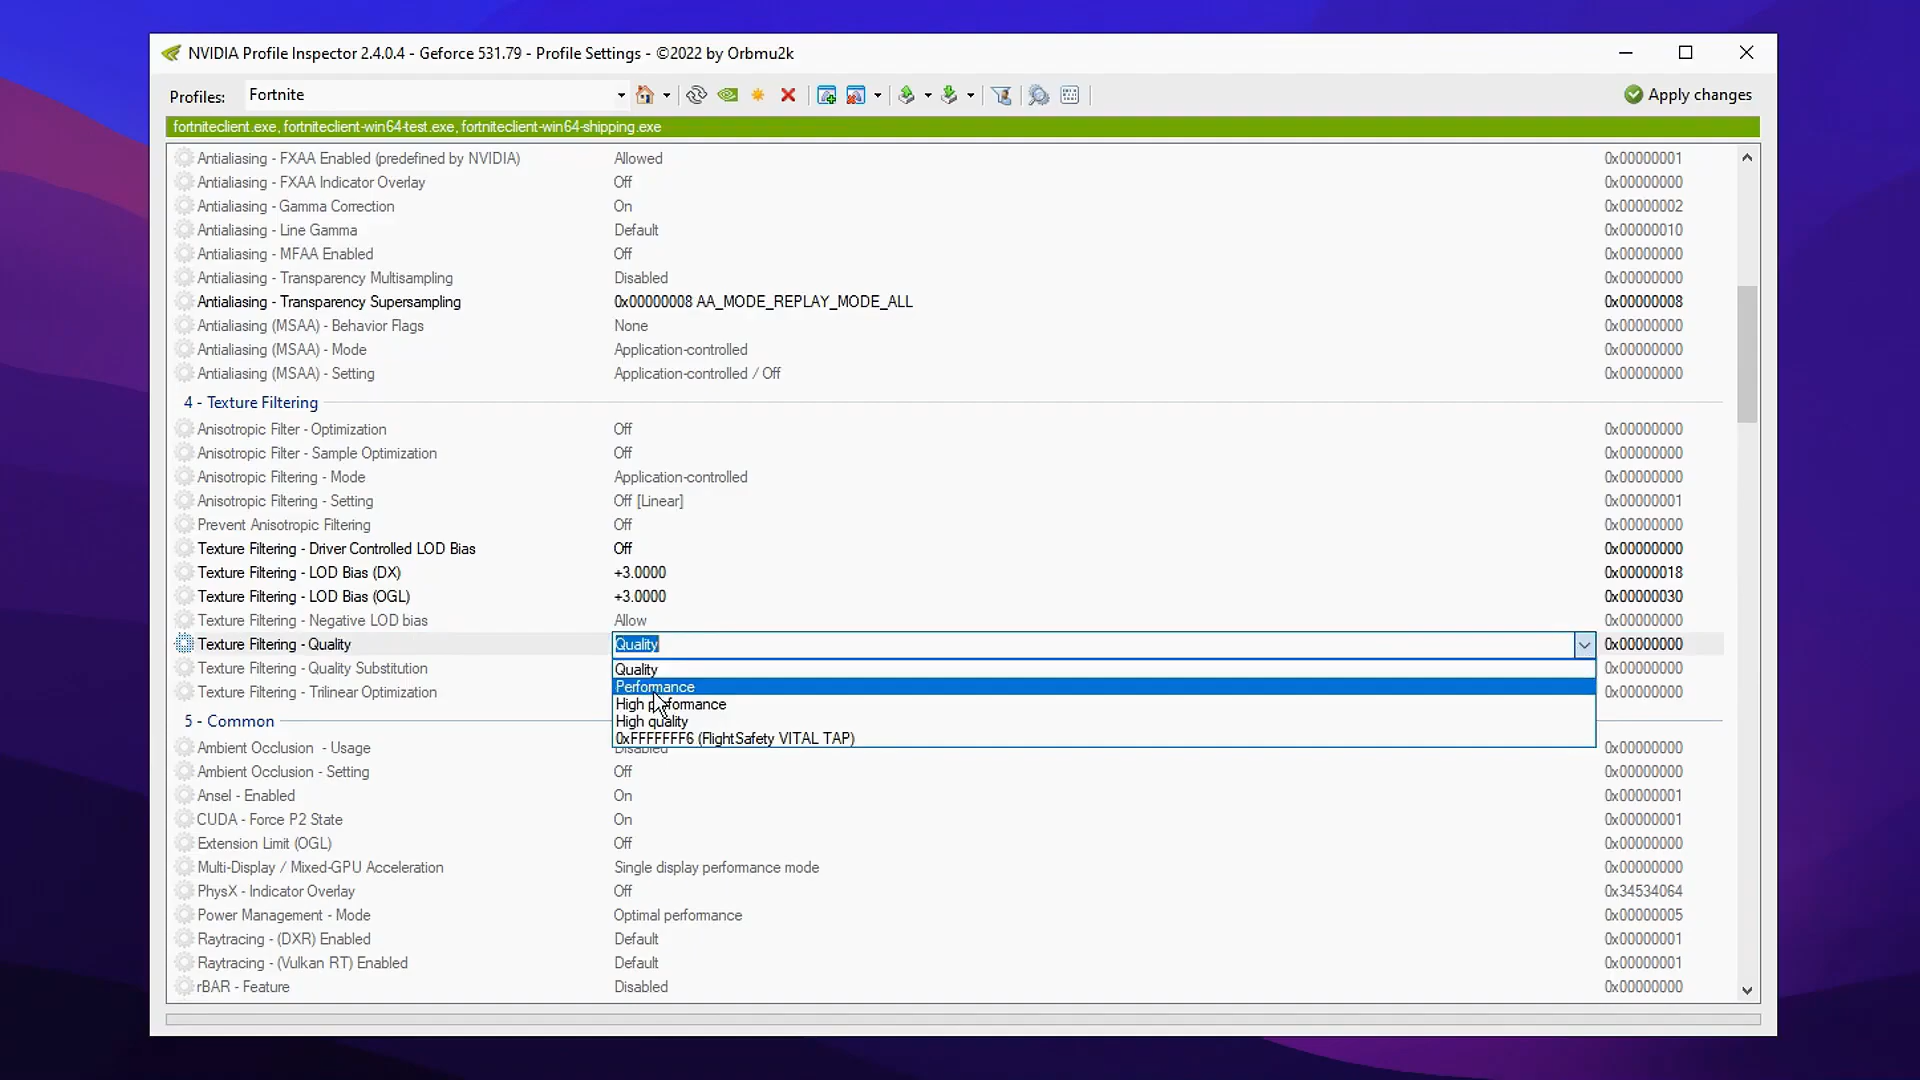 NVIDIA Profile Inspector 2.4.0.4 - Geforce 531.79 - Profile Settings - ©2022 by Orbmu2k
Profiles: Fortnite Apply changes
fortniteclient.exe, fortniteclient-win64-test.exe, fortniteclient-win64-shipping.exe
Antialiasing - FXAA Enabled (predefined by NVIDIA) Allowed 0x00000001
Antialiasing - FXAA Indicator Overlay Off 0x00000000
Antialiasing - Gamma Correction On 0x00000002
Antialiasing - Line Gamma Default 0x00000010
Antialiasing - MFAA Enabled Off 0x00000000
Antialiasing - Transparency Multisampling Disabled 0x00000000
Antialiasing - Transparency Supersampling 0x00000008 AA_MODE_REPLAY_MODE_ALL 0x00000008
Antialiasing (MSAA) - Behavior Flags None 0x00000000
Antialiasing (MSAA) - Mode Application-controlled 0x00000000
Antialiasing (MSAA) - Setting Application-controlled / Off 0x00000000
4 - Texture Filtering
Anisotropic Filter - Optimization Off 0x00000000
Anisotropic Filter - Sample Optimization Off 0x00000000
Anisotropic Filtering - Mode Application-controlled 0x00000000
Anisotropic Filtering - Setting Off [Linear] 0x00000001
Prevent Anisotropic Filtering Off 0x00000000
Texture Filtering - Driver Controlled LOD Bias Off 0x00000000
Texture Filtering - LOD Bias (DX) +3.0000 0x00000018
Texture Filtering - LOD Bias (OGL) +3.0000 0x00000030
Texture Filtering - Negative LOD bias Allow 0x00000000
Texture Filtering - Quality Quality 0x00000000
Texture Filtering - Quality Substitution Quality 0x00000000
Performance
Texture Filtering - Trilinear Optimization 0x00000000
High performance
High quality
5 - Common
0xFFFFFFF6 (FlightSafety VITAL TAP)
Ambient Occlusion - Usage Disabled 0x00000000
Ambient Occlusion - Setting Off 0x00000000
Ansel - Enabled On 0x00000001
CUDA - Force P2 State On 0x00000001
Extension Limit (OGL) Off 0x00000000
Multi-Display / Mixed-GPU Acceleration Single display performance mode 0x00000000
PhysX - Indicator Overlay Off 0x34534064
Power Management - Mode Optimal performance 0x00000005
Raytracing - (DXR) Enabled Default 0x00000001
Raytracing - (Vulkan RT) Enabled Default 0x00000001
rBAR - Feature Disabled 0x00000000